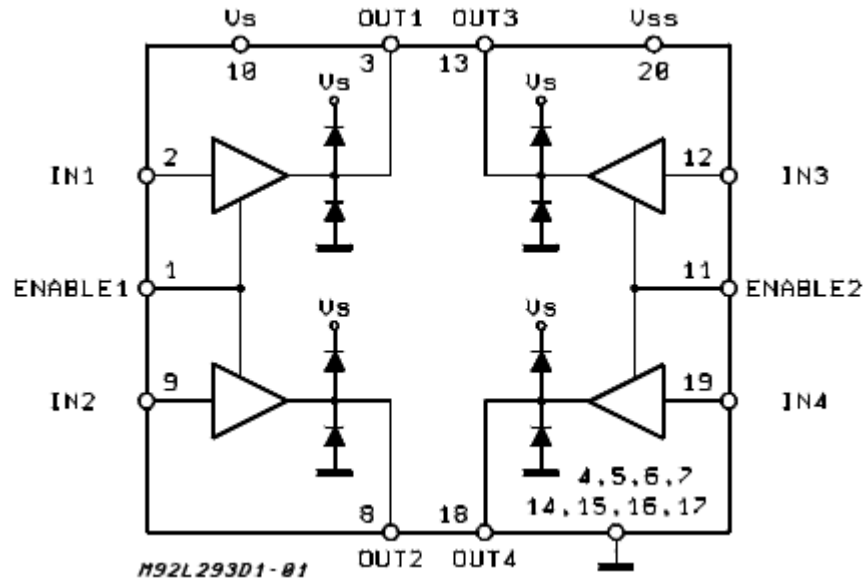 Vs OUT1 OUT3 Vss
10 3 13 20
Vs Vs
IN1 2 12 IN3
ENABLE1 1 11 ENABLE2
Vs Vs
IN2 9 19 IN4
4,5,6,7
8 18 14,15,16,17
OUT2 OUT4
M92L293D1-01